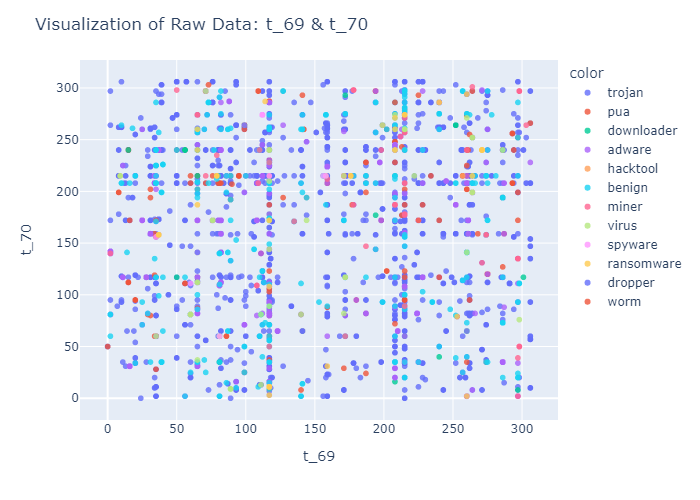 Visualization of Raw Data: t_69 & t_70
color
trojan
pua
downloader
adware
hacktool
benign
miner
virus
spyware
ransomware
dropper
worm
t_70
300
250
200
150
100
50
0
0 50 100 150 200 250 300
t_69